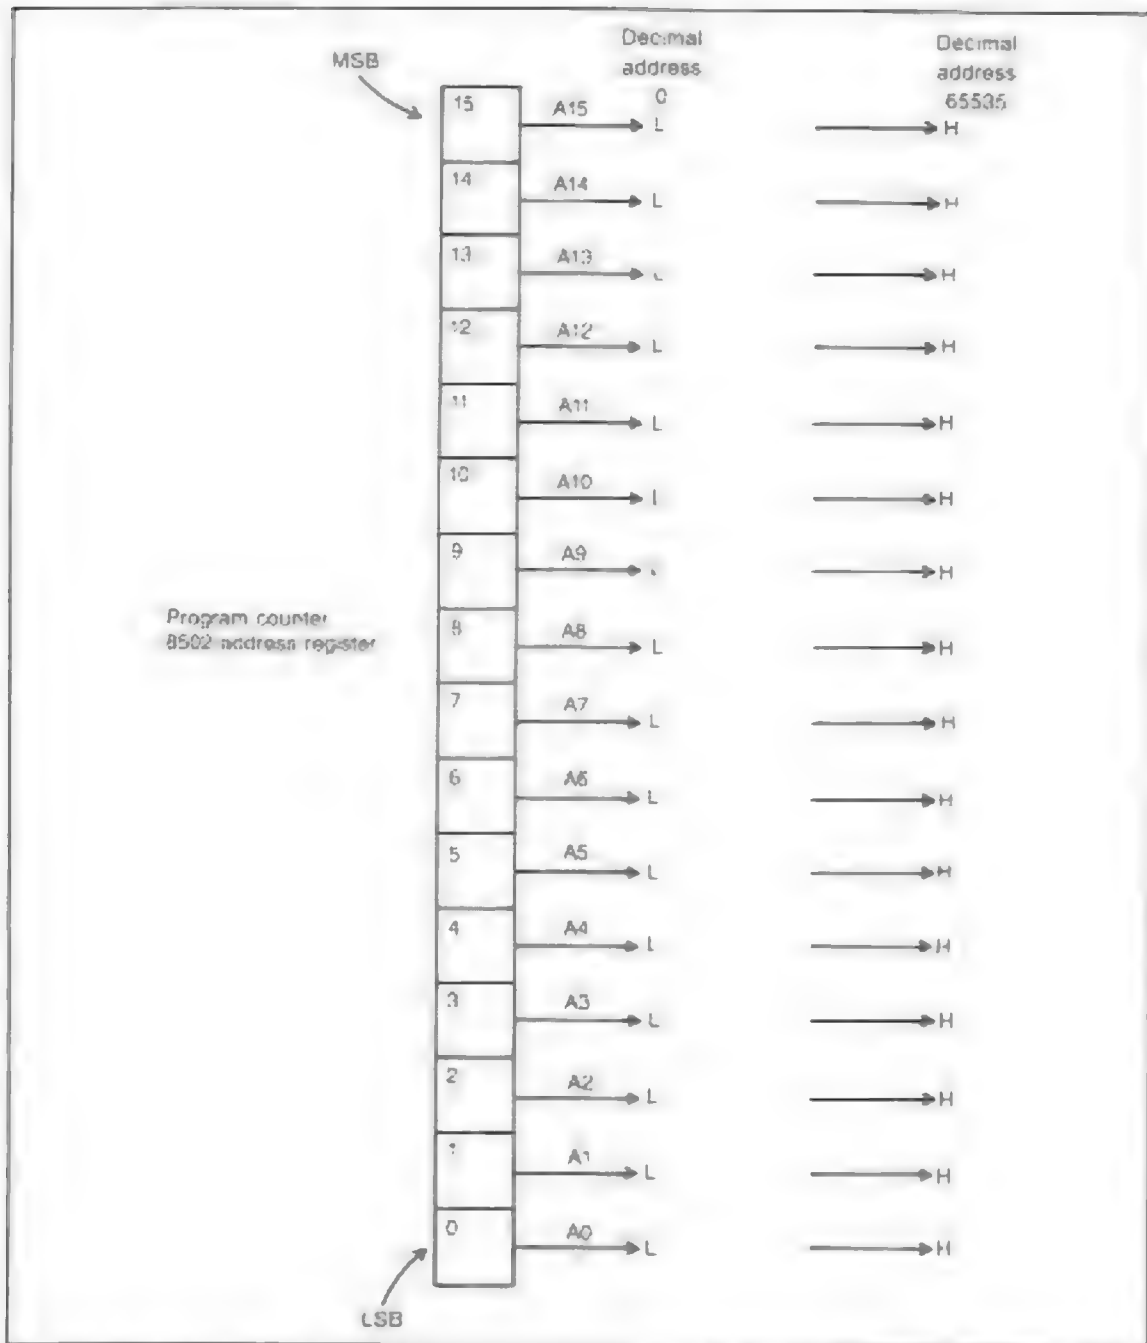 MSB
Decimal
address
0
Decimal
address
65535
15 A15 L H
14 A14 L H
13 A13 L H
12 A12 L H
11 A11 L H
10 A10 L H
9 A9 H
8 A8 L H
Program counter
8502 address register
7 A7 L H
6 A6 L H
5 A5 L H
4 A4 L H
3 A3 L H
2 A2 L H
1 A1 L H
0 A0 L H
LSB